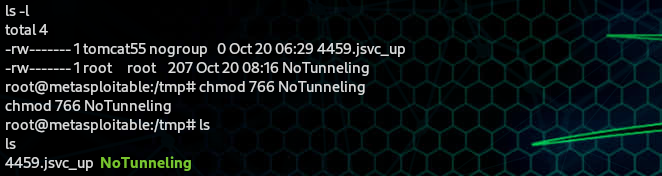 ls -l
total 4
-rw------- 1 tomcat55 nogroup   0 Oct 20 06:29 4459.jsvc_up
-rw------- 1 root     root    207 Oct 20 08:16 NoTunneling
root@metasploitable:/tmp# chmod 766 NoTunneling
chmod 766 NoTunneling
root@metasploitable:/tmp# ls
ls
4459.jsvc_up  NoTunneling